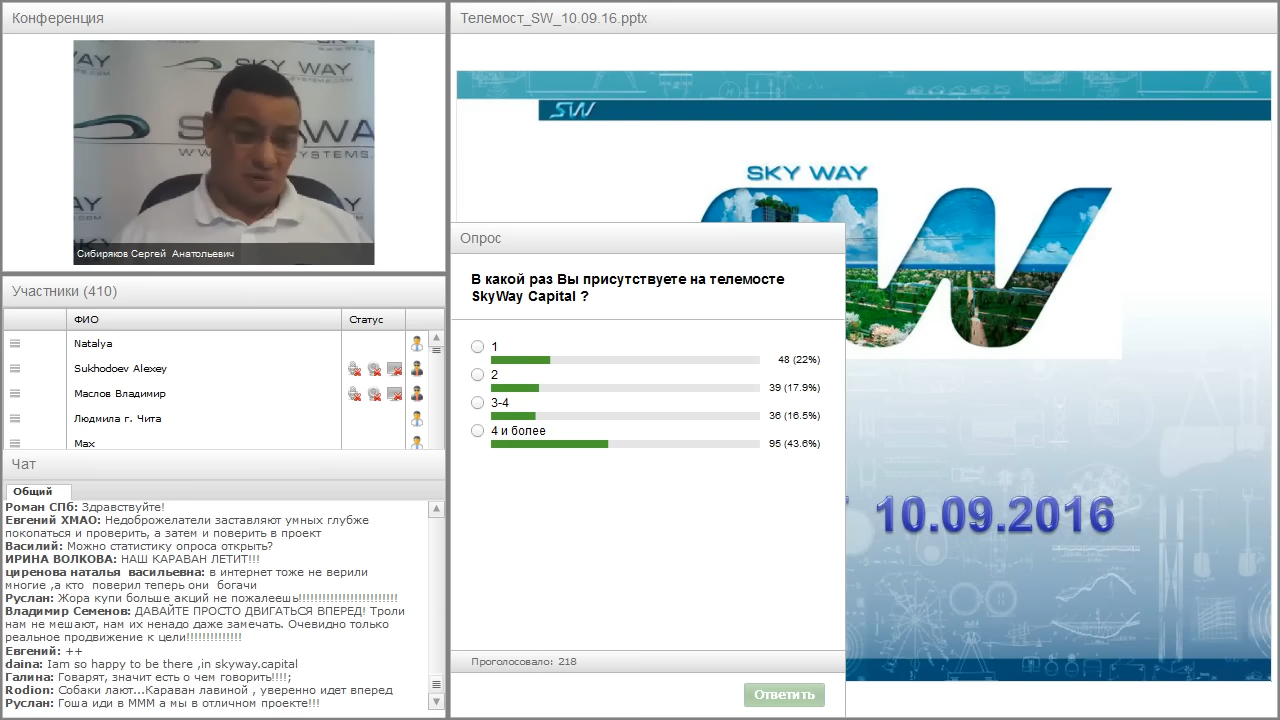 Конференция
AY
SKY WAY
SKY WAY
Сибиряков Сергей Анатольевич
Участники (410)
ФИО
Статус
Natalya
Sukhodoev Alexey
Маслов Владимир
Людмила г. Чита
Max
Чат
Общий
Роман СПб: Здравствуйте!
Евгений ХМАО: Недоброжелатели заставляют умных глубже
покопаться и проверить, а затем и поверить в проект
Василий: Можно статистику опроса открыть?
ИРИНА ВОЛКОВА: НАШ КАРАВАН ЛЕТИТ!!!
циренова наталья васильевна: в интернет тоже не верили
многие ,а кто поверил теперь они богачи
Руслан: Жора купи больше акций не пожалеешь!!!!!!!!!!!!!!!!!!!!!!!!!
Владимир Семенов: ДАВАЙТЕ ПРОСТО ДВИГАТЬСЯ ВПЕРЕД! Троли
нам не мешают, нам их ненадо даже замечать. Очевидно только
реальное продвижение к цели!!!!!!!!!!!!!!
Евгений: ++
daina: Iam so happy to be there ,in skyway.capital
Галина: Говарят, значит есть о чем говорить!!!!;
Rodion: Собаки лают...Караван лавиной , уверенно идет вперед
Руслан: Гоша иди в МММ а мы в отличном проекте!!!
Телемост_SW_10.09.16.pptx
SW
SKY WAY
SW
10.09.2016
Опрос
В какой раз Вы присутствуете на телемосте
SkyWay Capital ?
1
48 (22%)
2
39 (17.9%)
3-4
36 (16.5%)
4 и более
95 (43.6%)
Проголосовало: 218
Ответить